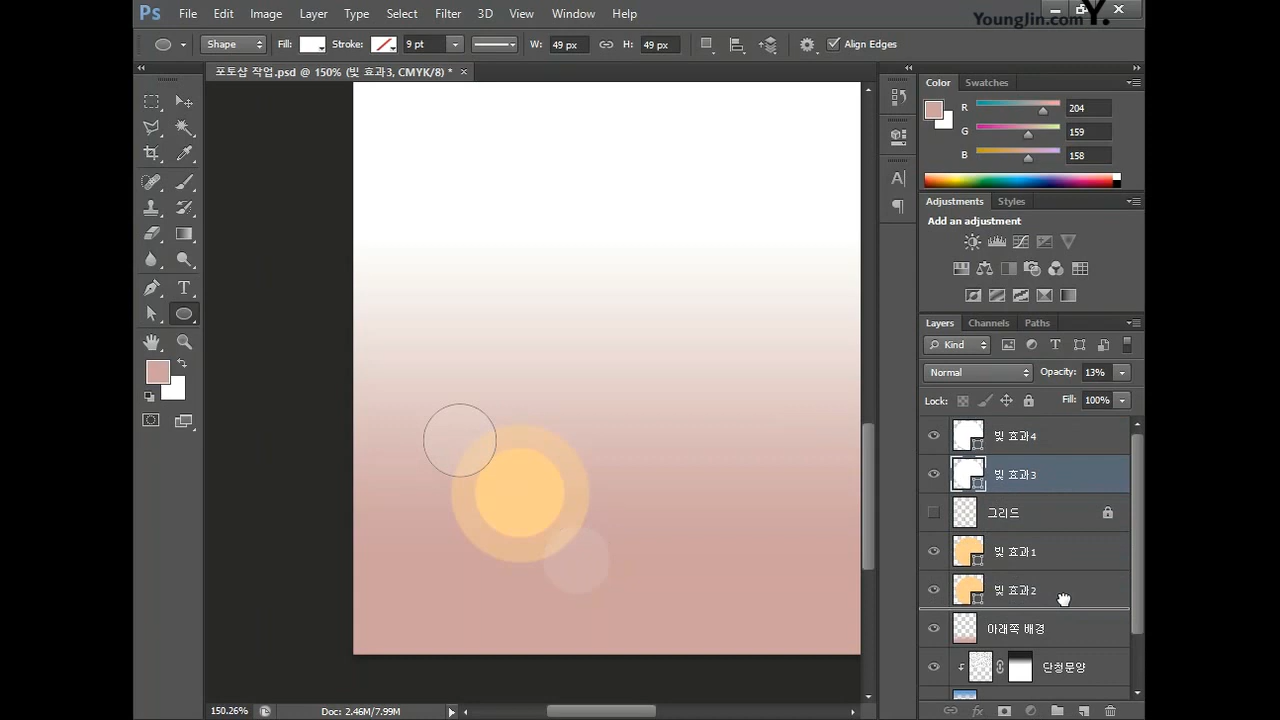 Ps File Edit Image Layer Type Select Filter 3D View Window Help
YoungJin.com Y.
Shape Fill: Stroke: 9 pt W: 49 px H: 49 px Align Edges
포토샵 작업.psd @ 150% (빛 효과3, CMYK/8) * ×
Color Swatches
R 204
G 159
B 158
Adjustments Styles
Add an adjustment
Layers Channels Paths
Kind
Normal Opacity: 13%
Lock: Fill: 100%
빛 효과4
빛 효과3
그리드
빛 효과1
빛 효과2
아래쪽 배경
단청문양
150.26% Doc: 2.46M/7.99M